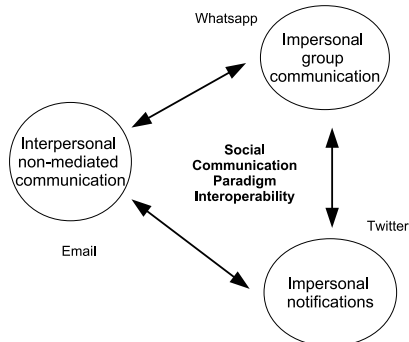 Whatsapp
Impersonal
group
communication
Interpersonal
non-mediated
communication
Social
Communication
Paradigm
Interoperability
Twitter
Email
Impersonal
notifications